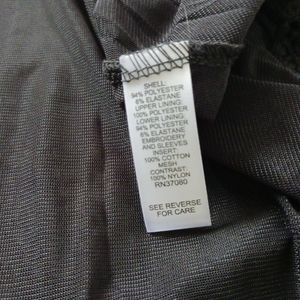 SHELL:
94% POLYESTER
6% ELASTANE
UPPER LINING:
100% POLYESTER
LOWER LINING:
94% POLYESTER
6% ELASTANE
EMBROIDERY
AND SLEEVES
INSERT:
100% COTTON
MESH
CONTRAST:
100% NYLON
RN37080
SEE REVERSE
FOR CARE